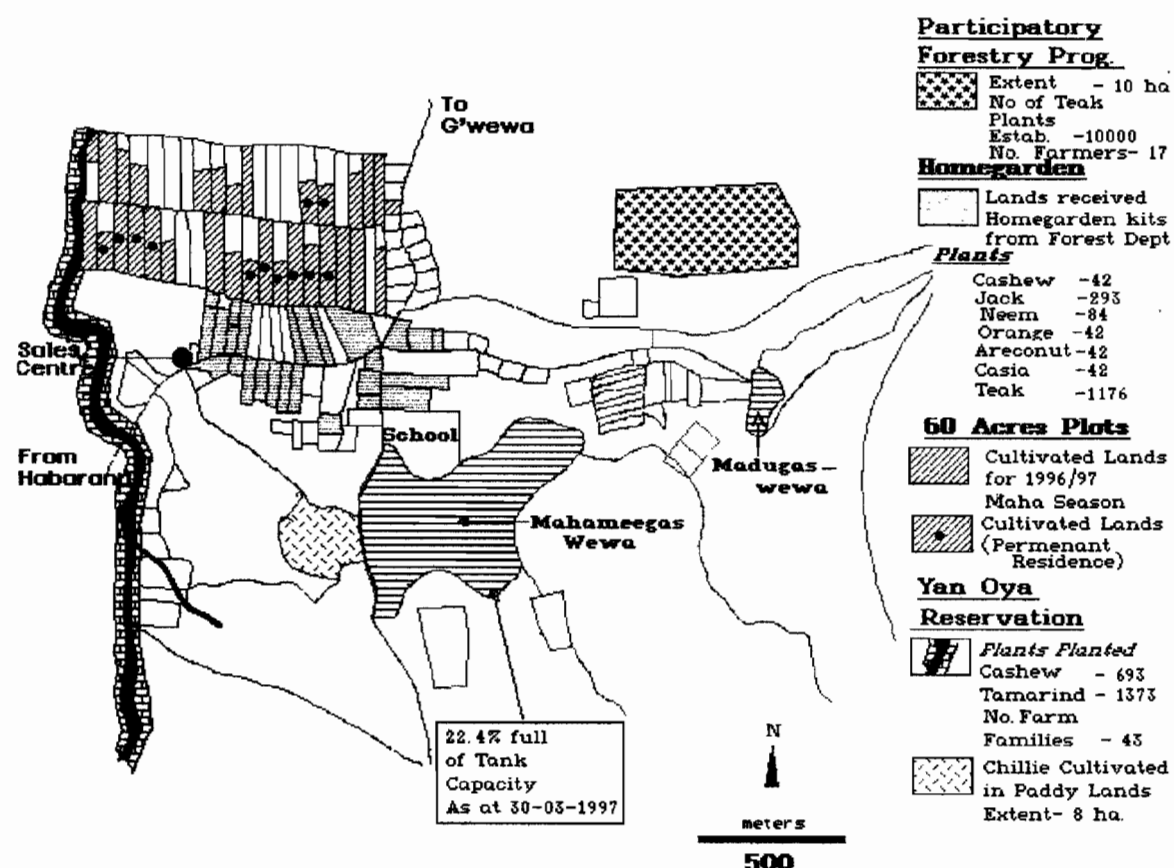 To
G'wewa
Sales
Centre
From
Habarana
School
Mahameegas
Wewa
Madugas-
wewa
22.4% full
of Tank
Capacity
As at 30-03-1997
N
meters
500
Participatory
Forestry Prog.
Extent - 10 ha
No of Teak
Plants
Estab. -10000
No. Farmers- 17
Homegarden
Lands received
Homegarden kits
from Forest Dept
Plants
Cashew -42
Jack -293
Neem -84
Orange -42
Areconut-42
Casia -42
Teak -1176
60 Acres Plots
Cultivated Lands
for 1996/97
Maha Season
Cultivated Lands
(Permenant
Residence)
Yan Oya
Reservation
Plants Planted
Cashew - 693
Tamarind - 1373
No. Farm
Families - 43
Chillie Cultivated
in Paddy Lands
Extent- 8 ha.